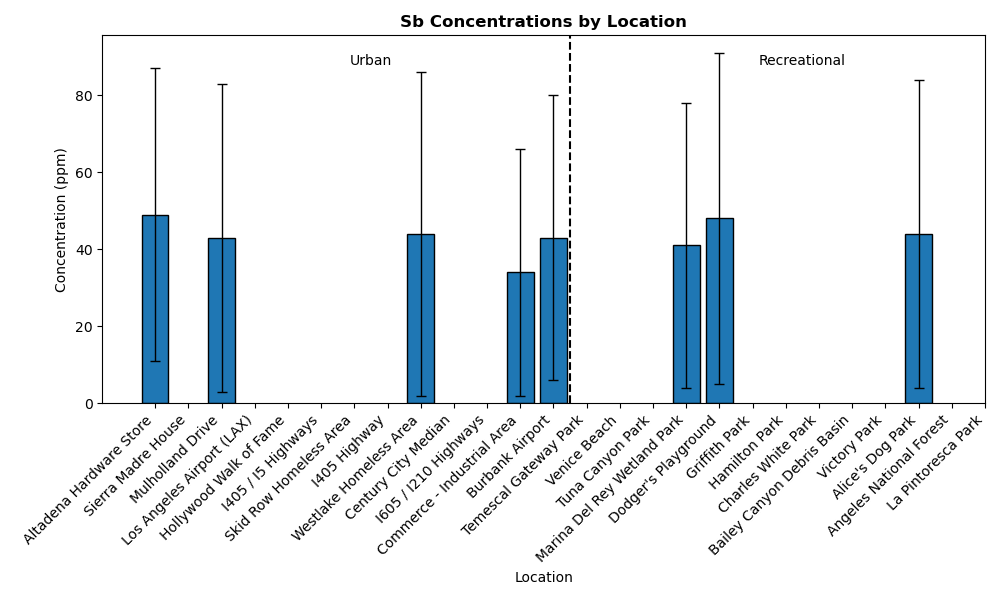 Sb Concentrations by Location
Urban
Recreational
Concentration (ppm)
80
60
40
20
0
Altadena Hardware Store
Sierra Madre House
Mulholland Drive
Los Angeles Airport (LAX)
Hollywood Walk of Fame
I405 / I5 Highways
Skid Row Homeless Area
I405 Highway
Westlake Homeless Area
Century City Median
I605 / I210 Highways
Commerce - Industrial Area
Burbank Airport
Temescal Gateway Park
Venice Beach
Tuna Canyon Park
Marina Del Rey Wetland Park
Dodger's Playground
Griffith Park
Hamilton Park
Charles White Park
Bailey Canyon Debris Basin
Victory Park
Alice's Dog Park
Angeles National Forest
La Pintoresca Park
Location